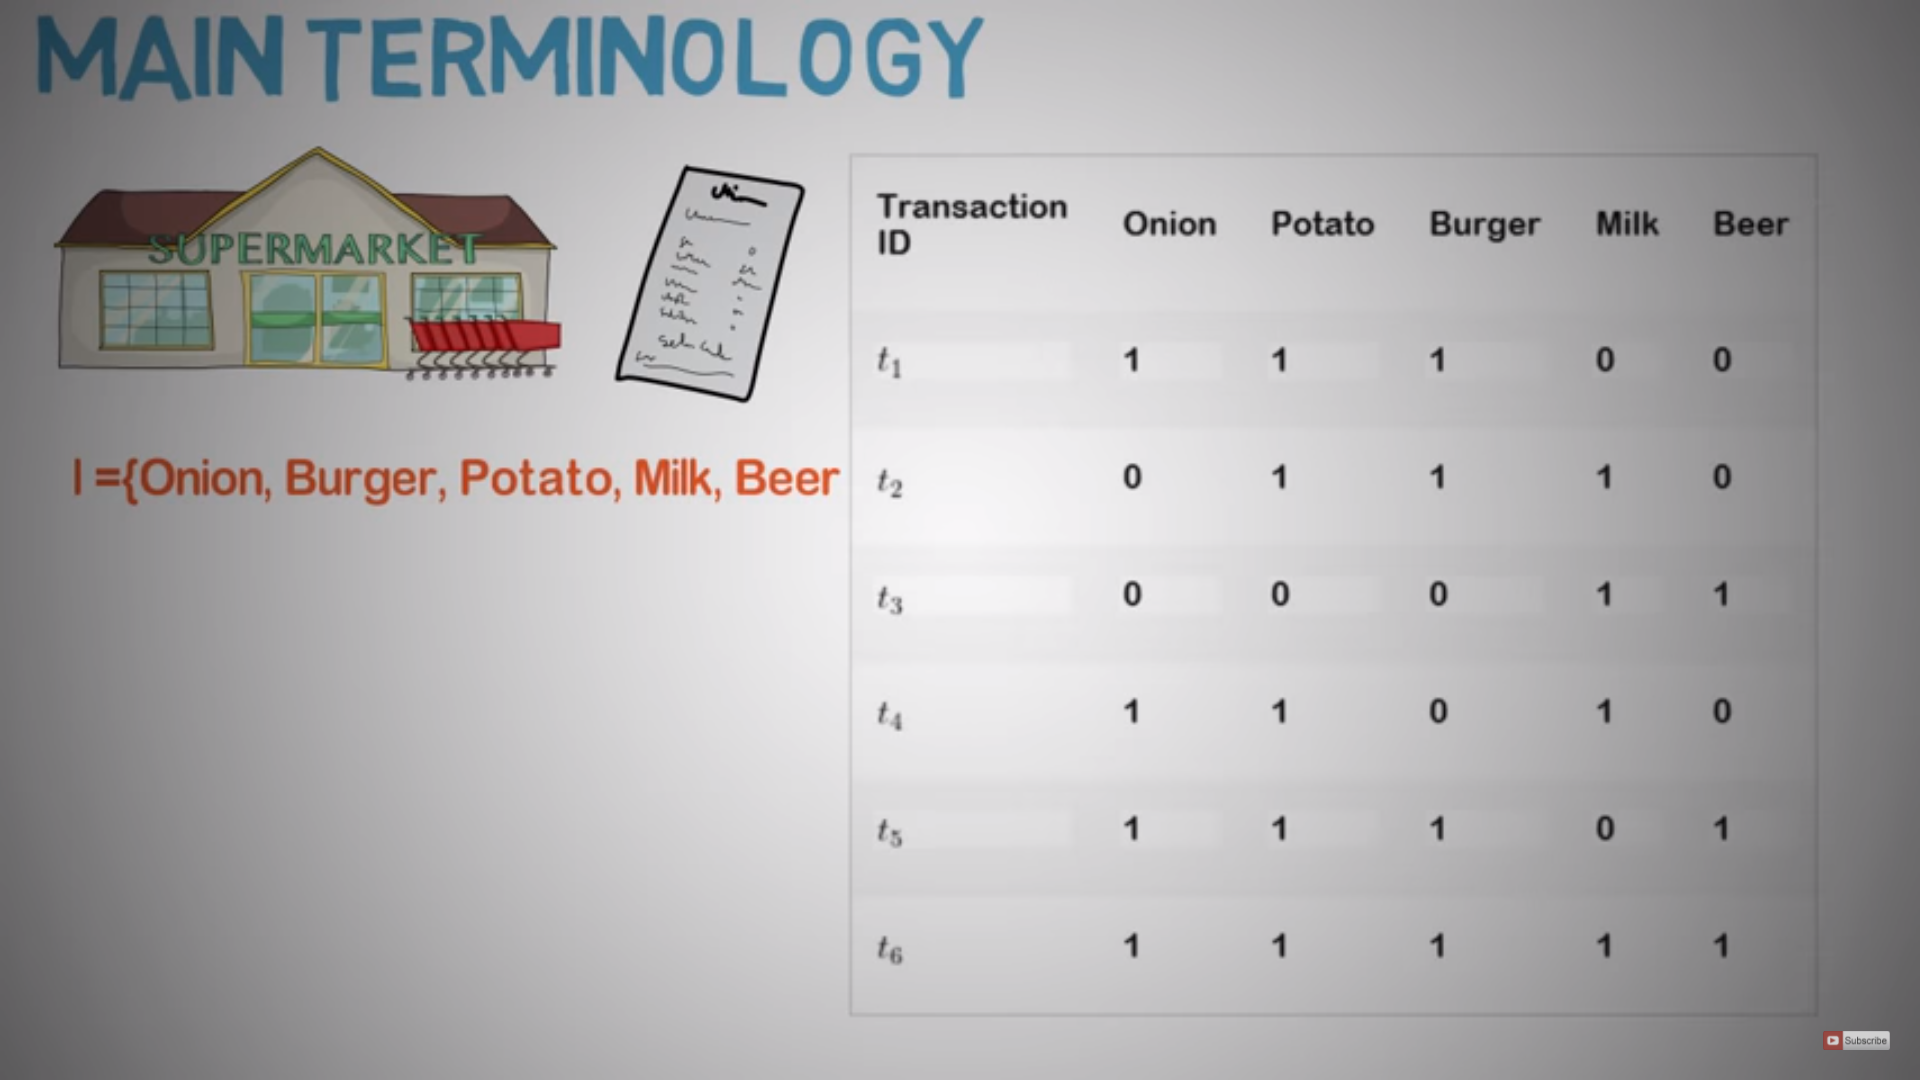 MAIN TERMINOLOGY
SUPERMARKET
I ={Onion, Burger, Potato, Milk, Beer
Transaction ID Onion Potato Burger Milk Beer
t1 1 1 1 0 0
t2 0 1 1 1 0
t3 0 0 0 1 1
t4 1 1 0 1 0
t5 1 1 1 0 1
t6 1 1 1 1 1
Subscribe